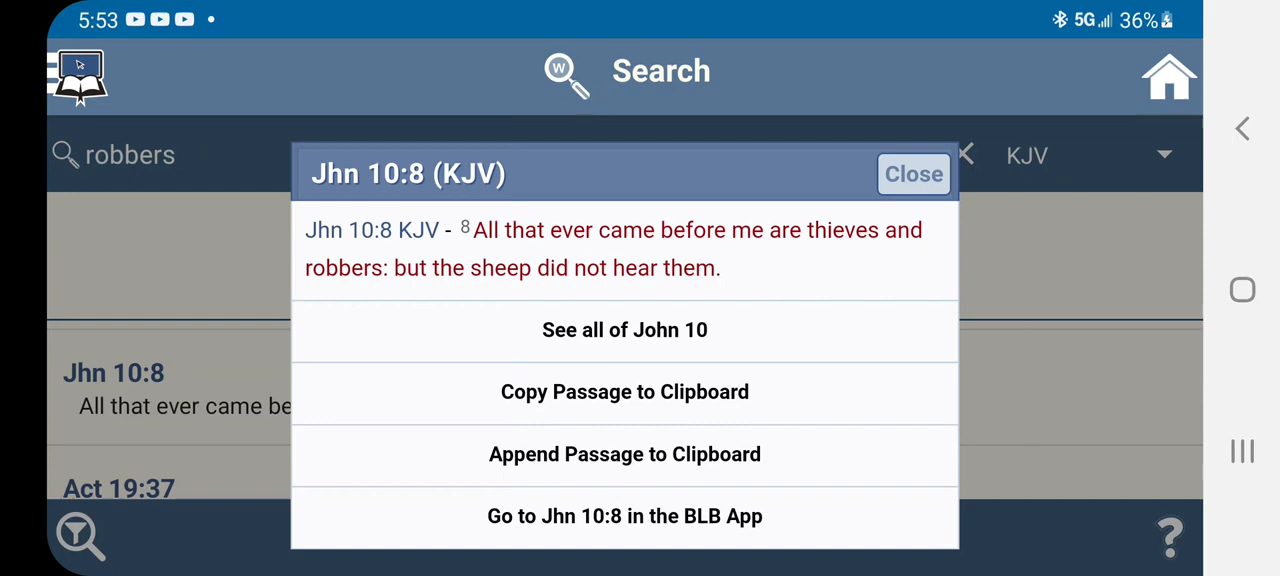 5:53
5G 36%
W
Search
robbers
KJV
Jhn 10:8 (KJV)
Close
Jhn 10:8 KJV - 8 All that ever came before me are thieves and
robbers: but the sheep did not hear them.
See all of John 10
Copy Passage to Clipboard
Append Passage to Clipboard
Go to Jhn 10:8 in the BLB App
Jhn 10:8
All that ever came be
Act 19:37
?